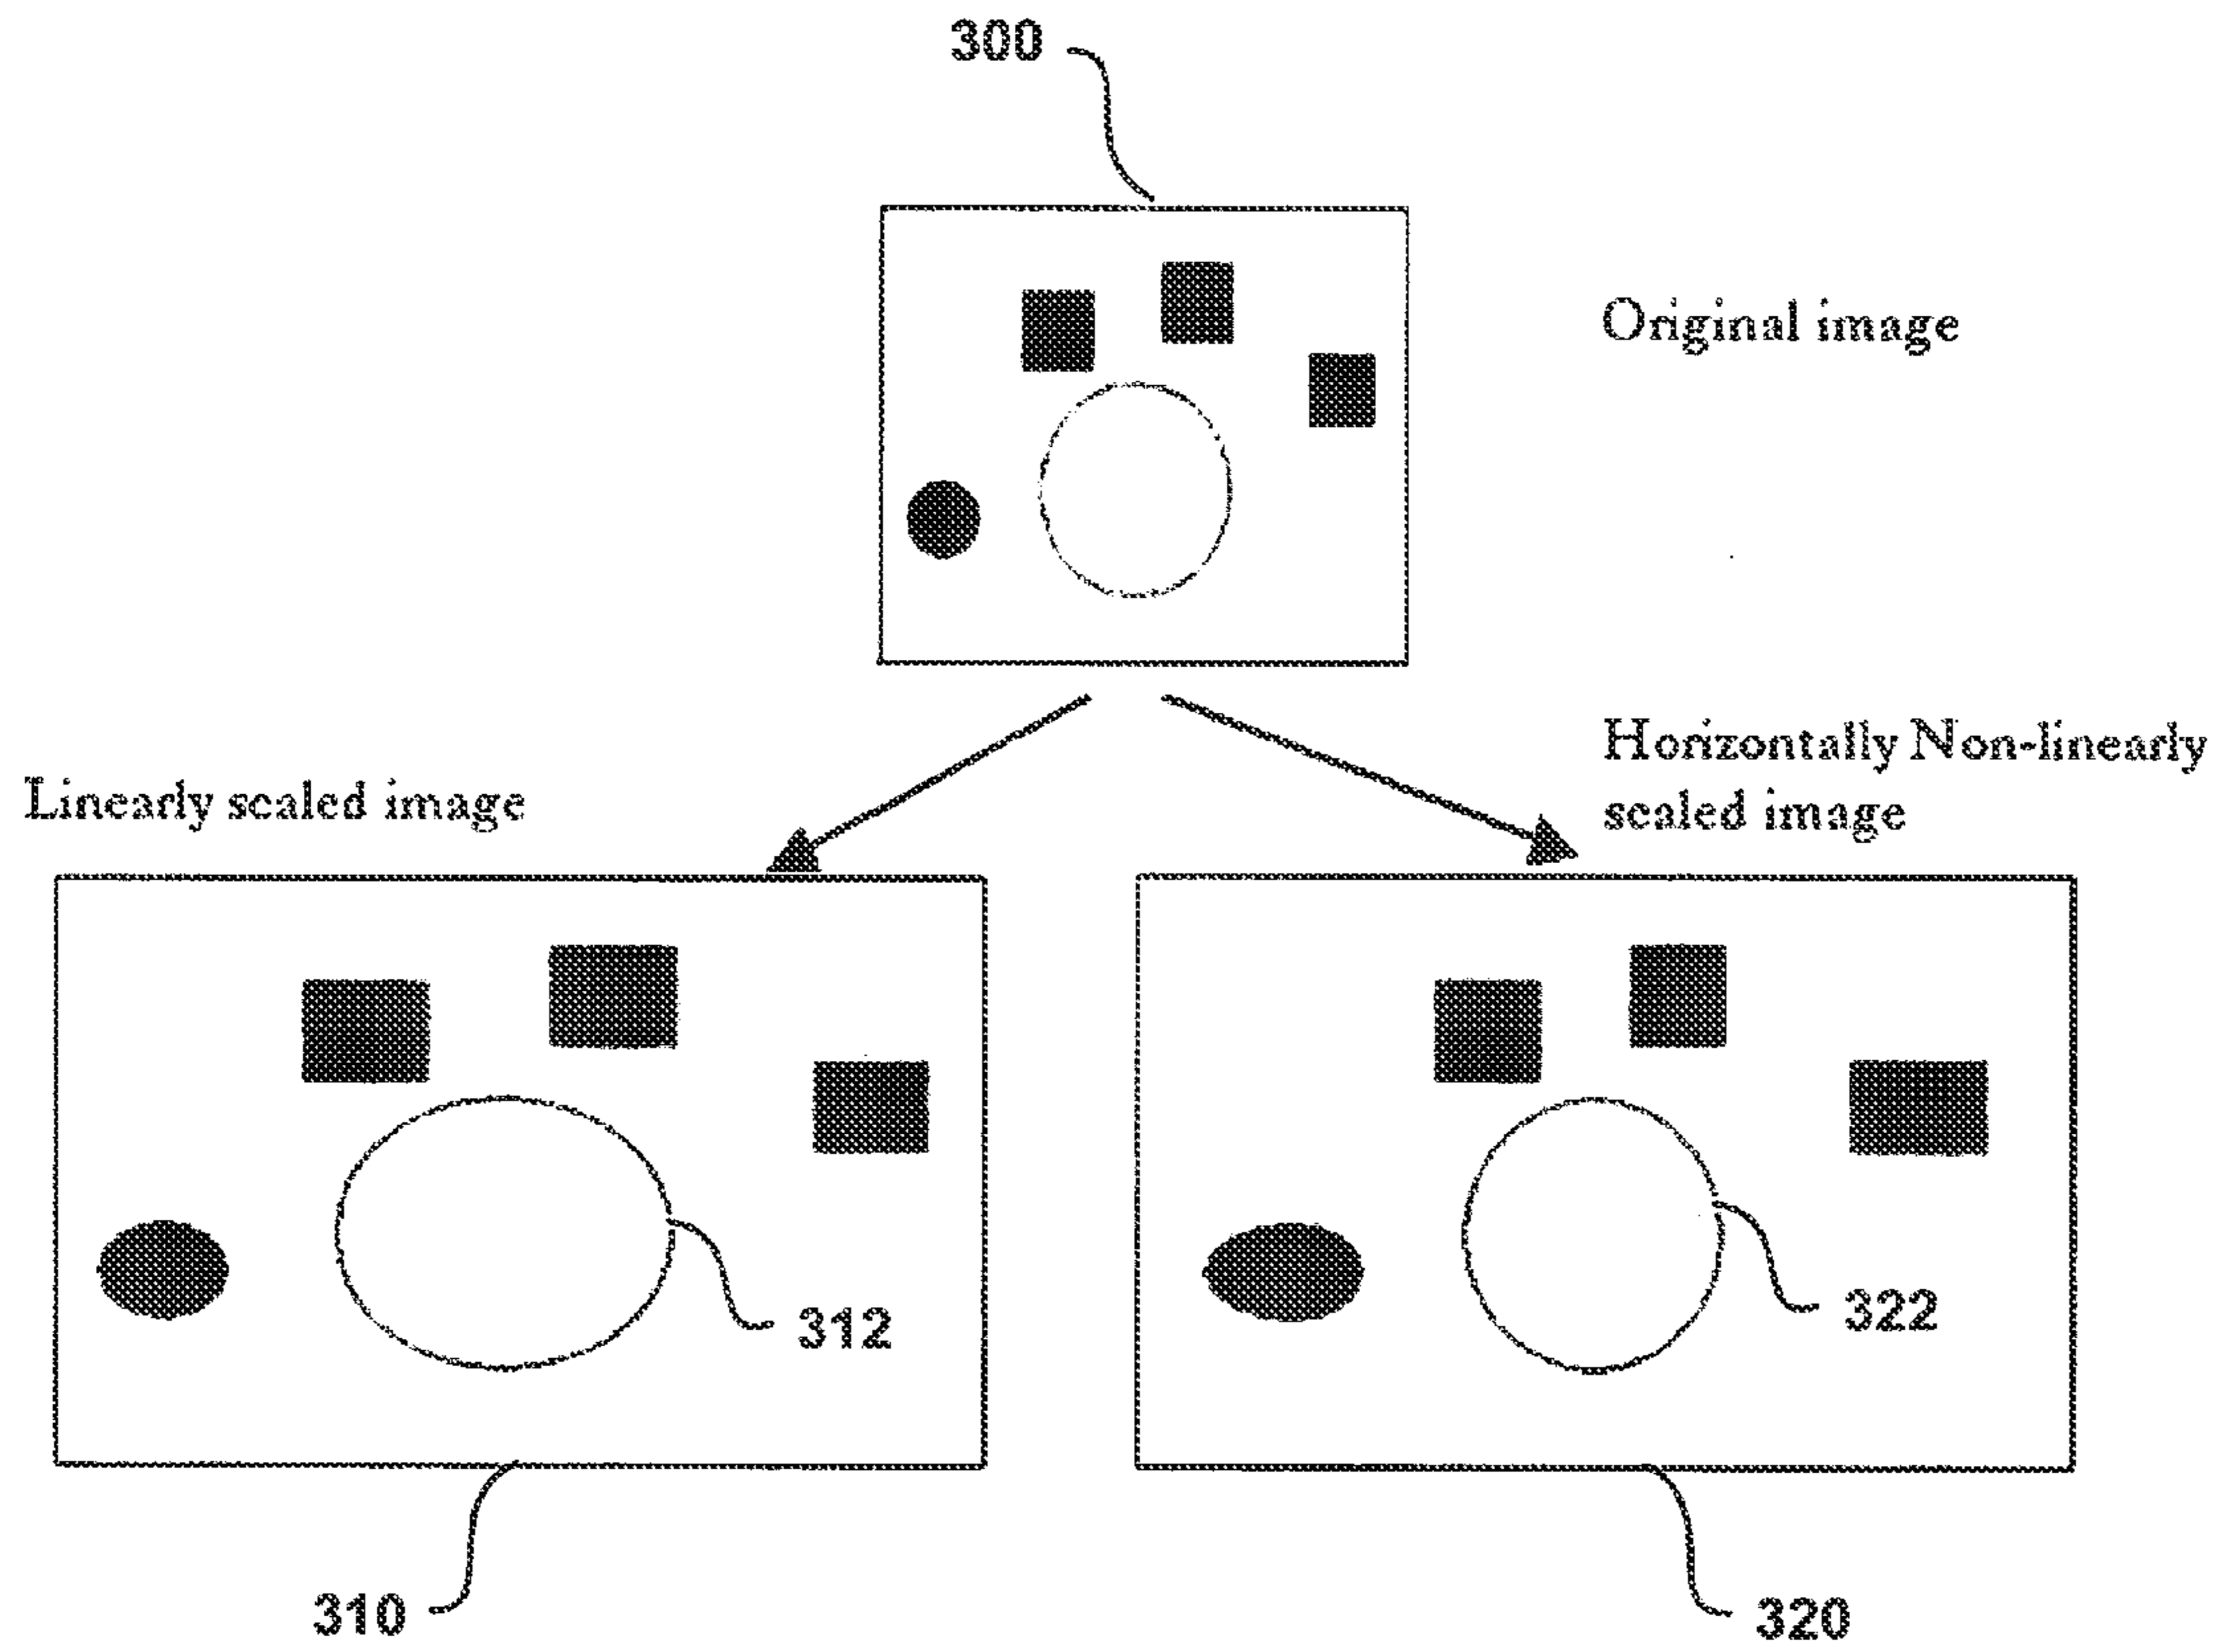 300
Original image
Horizontally Non-linearly
scaled image
Linearly scaled image
312
322
310
320